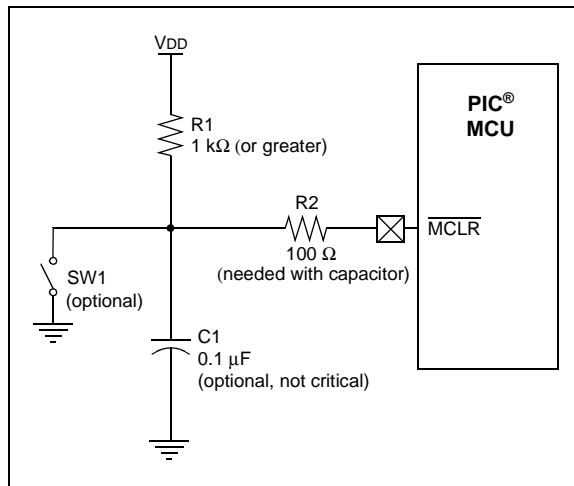 VDD
PIC®
MCU
R1
1 kΩ (or greater)
R2
MCLR
100 Ω
(needed with capacitor)
SW1
(optional)
C1
0.1 μF
(optional, not critical)